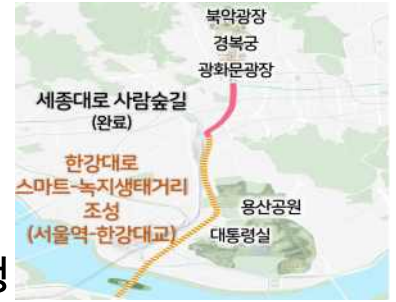 북악광장
경복궁
광화문광장
세종대로 사람숲길
(완료)
한강대로
스마트-녹지생태거리
조성
(서울역-한강대교)
용산공원
대통령실